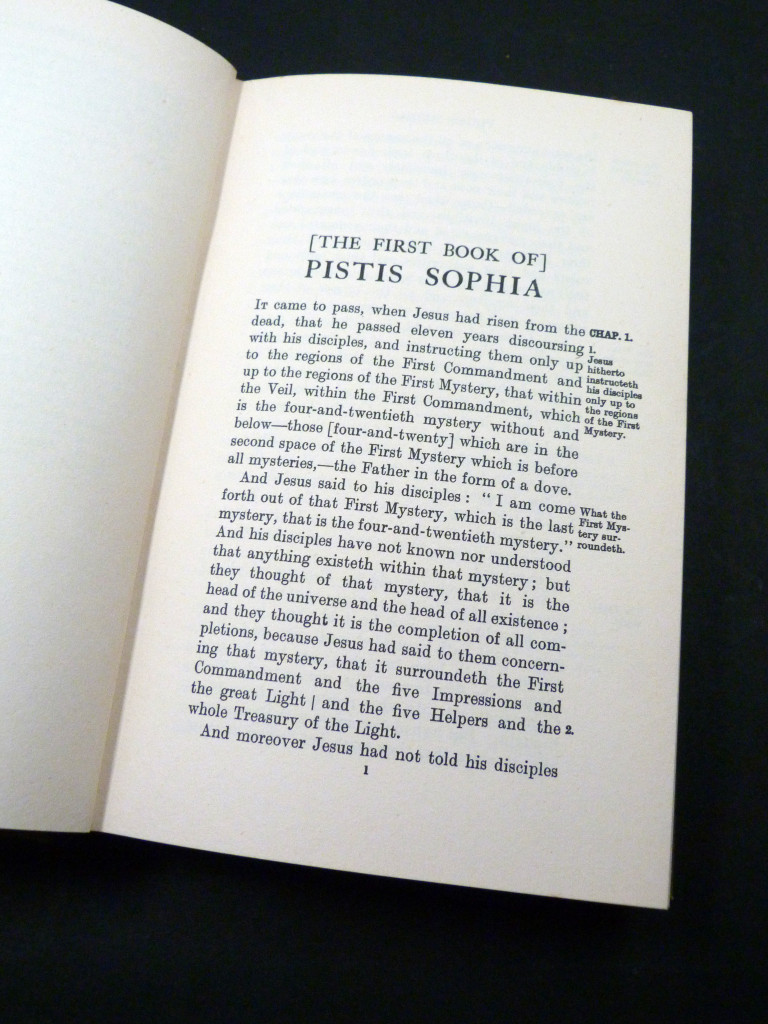 [THE FIRST BOOK OF]
PISTIS SOPHIA
IT came to pass, when Jesus had risen from the
dead, that he passed eleven years discoursing
with his disciples, and instructing them only up
to the regions of the First Commandment and
up to the regions of the First Mystery, that within
the Veil, within the First Commandment, which
is the four-and-twentieth mystery without and
below—those [four-and-twenty] which are in the
second space of the First Mystery which is before
all mysteries,—the Father in the form of a dove.
And Jesus said to his disciples: "I am come
forth out of that First Mystery, which is the last
mystery, that is the four-and-twentieth mystery."
And his disciples have not known nor understood
that anything existeth within that mystery; but
they thought of that mystery, that it is the
head of the universe and the head of all existence;
and they thought it is the completion of all com-
pletions, because Jesus had said to them concern-
ing that mystery, that it surroundeth the First
Commandment and the five Impressions and
the great Light | and the five Helpers and the
whole Treasury of the Light.
And moreover Jesus had not told his disciples
CHAP. 1.
1.
Jesus
hitherto
instructeth
his disciples
only up to
the regions
of the First
Mystery.
What the
First Mys-
tery sur-
roundeth.
2.
1